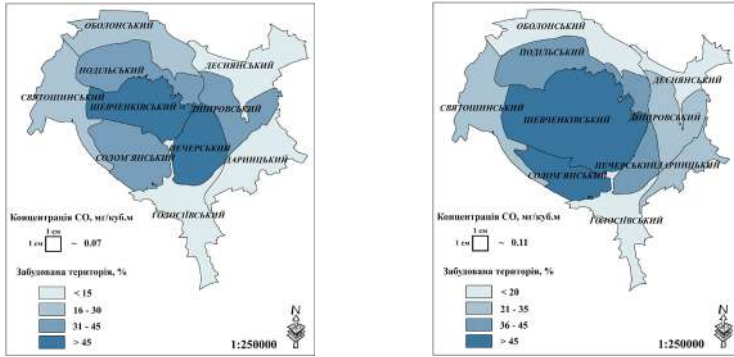 ОБОЛОНСЬКИЙ
ДЕСНЯНСЬКИЙ
ПОДІЛЬСЬКИЙ
СВЯТОШИНСЬКИЙ
ШЕВЧЕНКІВСЬКИЙ
ДНІПРОВСЬКИЙ
ПЕЧЕРСЬКИЙ
СОЛОМ'ЯНСЬКИЙ
ДАРНИЦЬКИЙ
ГОЛОСІЇВСЬКИЙ
Концентрація CO, мг/куб.м
1 см
1 см ~ 0.07
Забудована територія, %
< 15
16 - 30
31 - 45
> 45
N
1:250000
ОБОЛОНСЬКИЙ
ПОДІЛЬСЬКИЙ
ДЕСНЯНСЬКИЙ
СВЯТОШИНСЬКИЙ
ШЕВЧЕНКІВСЬКИЙ
ДНІПРОВСЬКИЙ
ПЕЧЕРСЬКИЙ
ДАРНИЦЬКИЙ
СОЛОМ'ЯНСЬКИЙ
ГОЛОСІЇВСЬКИЙ
Концентрація CO, мг/куб.м
1 см
1 см ~ 0.11
Забудована територія, %
< 20
21 - 35
36 - 45
> 45
N
1:250000